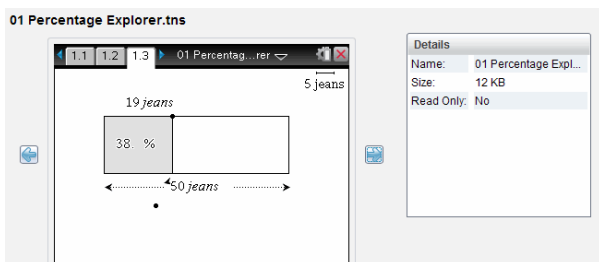 01 Percentage Explorer.tns
1.1 1.2 1.3 01 Percentag...rer
5 jeans
19 jeans
38. %
50 jeans
Details
Name: 01 Percentage Expl...
Size: 12 KB
Read Only: No